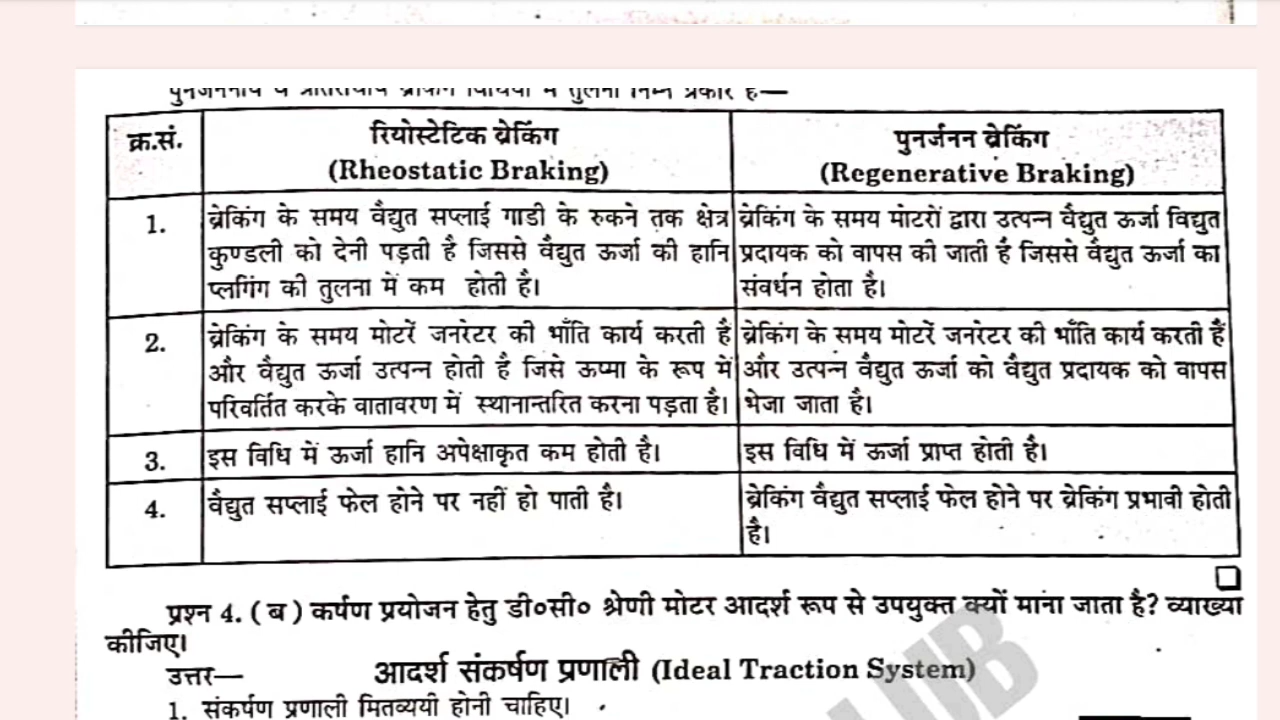 पुनर्जननीय व प्रतिरोधीय ब्रेकिंग विधियों में तुलना निम्न प्रकार है—
क्र.सं.
रियोस्टेटिक ब्रेकिंग
(Rheostatic Braking)
पुनर्जनन ब्रेकिंग
(Regenerative Braking)
1.
ब्रेकिंग के समय वैद्युत सप्लाई गाडी के रुकने तक क्षेत्र
कुण्डली को देनी पड़ती है जिससे वैद्युत ऊर्जा की हानि
प्लगिंग की तुलना में कम होती है।
ब्रेकिंग के समय मोटरों द्वारा उत्पन्न वैद्युत ऊर्जा विद्युत
प्रदायक को वापस की जाती है जिससे वैद्युत ऊर्जा का
संवर्धन होता है।
2.
ब्रेकिंग के समय मोटरें जनरेटर की भाँति कार्य करती है
और वैद्युत ऊर्जा उत्पन्न होती है जिसे ऊष्मा के रूप में
परिवर्तित करके वातावरण में स्थानान्तरित करना पड़ता है।
ब्रेकिंग के समय मोटरें जनरेटर की भाँति कार्य करती हैं
और उत्पन्न वैद्युत ऊर्जा को वैद्युत प्रदायक को वापस
भेजा जाता है।
3.
इस विधि में ऊर्जा हानि अपेक्षाकृत कम होती है।
इस विधि में ऊर्जा प्राप्त होती है।
4.
वैद्युत सप्लाई फेल होने पर नहीं हो पाती है।
ब्रेकिंग वैद्युत सप्लाई फेल होने पर ब्रेकिंग प्रभावी होती
है।
प्रश्न 4. ( ब ) कर्षण प्रयोजन हेतु डी०सी० श्रेणी मोटर आदर्श रूप से उपयुक्त क्यों माना जाता है? व्याख्या
कीजिए।
उत्तर—
आदर्श संकर्षण प्रणाली (Ideal Traction System)
1. संकर्षण प्रणाली मितव्ययी होनी चाहिए।